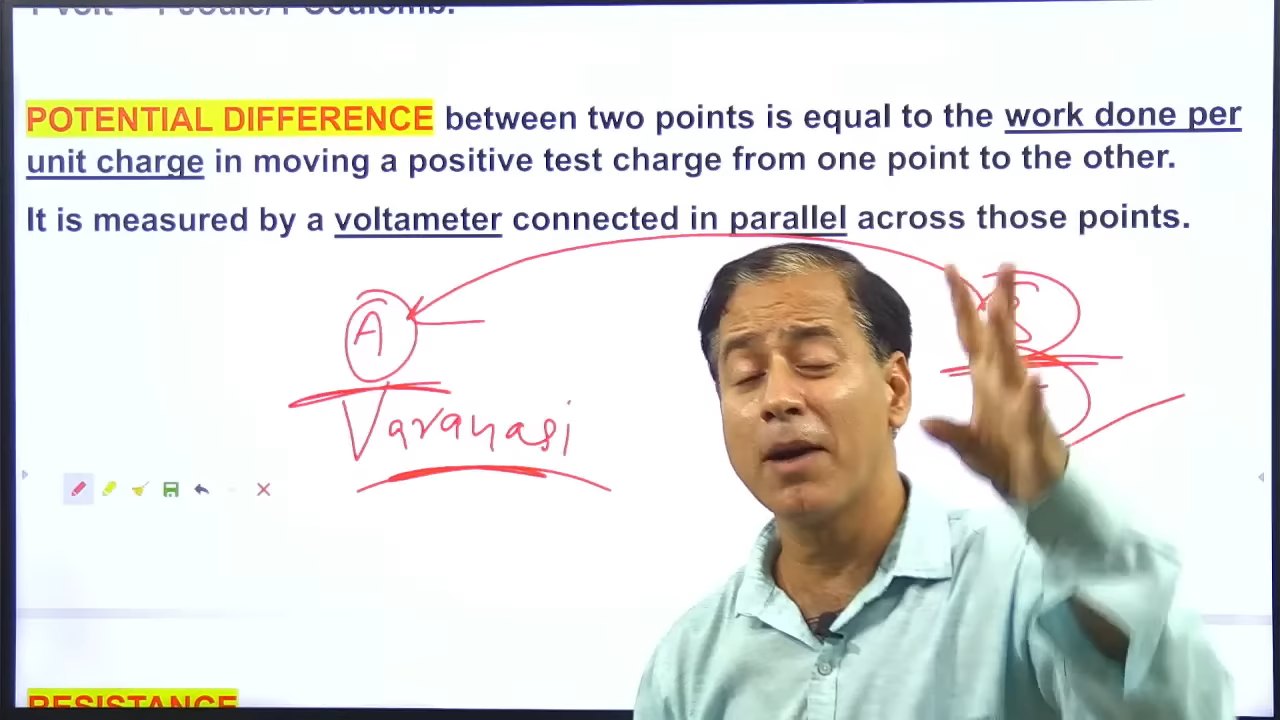 POTENTIAL DIFFERENCE between two points is equal to the work done per
unit charge in moving a positive test charge from one point to the other.
It is measured by a voltameter connected in parallel across those points.
A
Varanasi
RESISTANCE